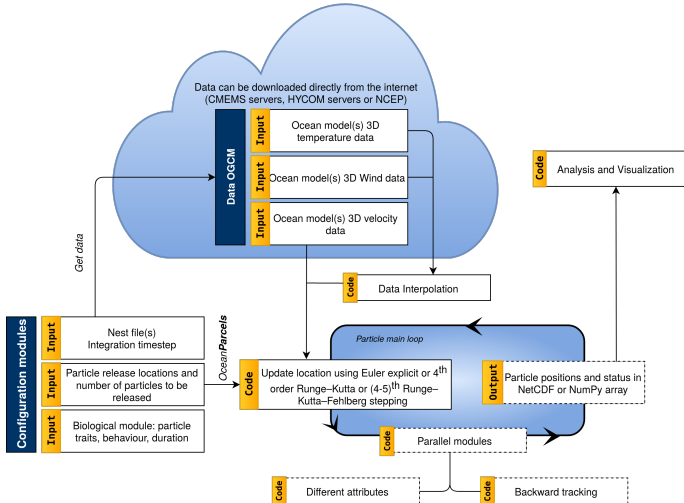 Data can be downloaded directly from the internet
(CMEMS servers, HYCOM servers or NCEP)
Data OGCM
Input
Ocean model(s) 3D
temperature data
Input
Ocean model(s) 3D Wind data
Input
Ocean model(s) 3D velocity
data
Code
Analysis and Visualization
Get data
Code
Data Interpolation
Configuration modules
Input
Nest file(s)
Integration timestep
Input
Particle release locations and
number of particles to be
released
Input
Biological module: particle
traits, behaviour, duration
OceanParcels
Particle main loop
Code
Update location using Euler explicit or 4th
order Runge–Kutta or (4-5)th Runge–
Kutta–Fehlberg stepping
Output
Particle positions and status in
NetCDF or NumPy array
Code
Parallel modules
Code
Different attributes
Code
Backward tracking